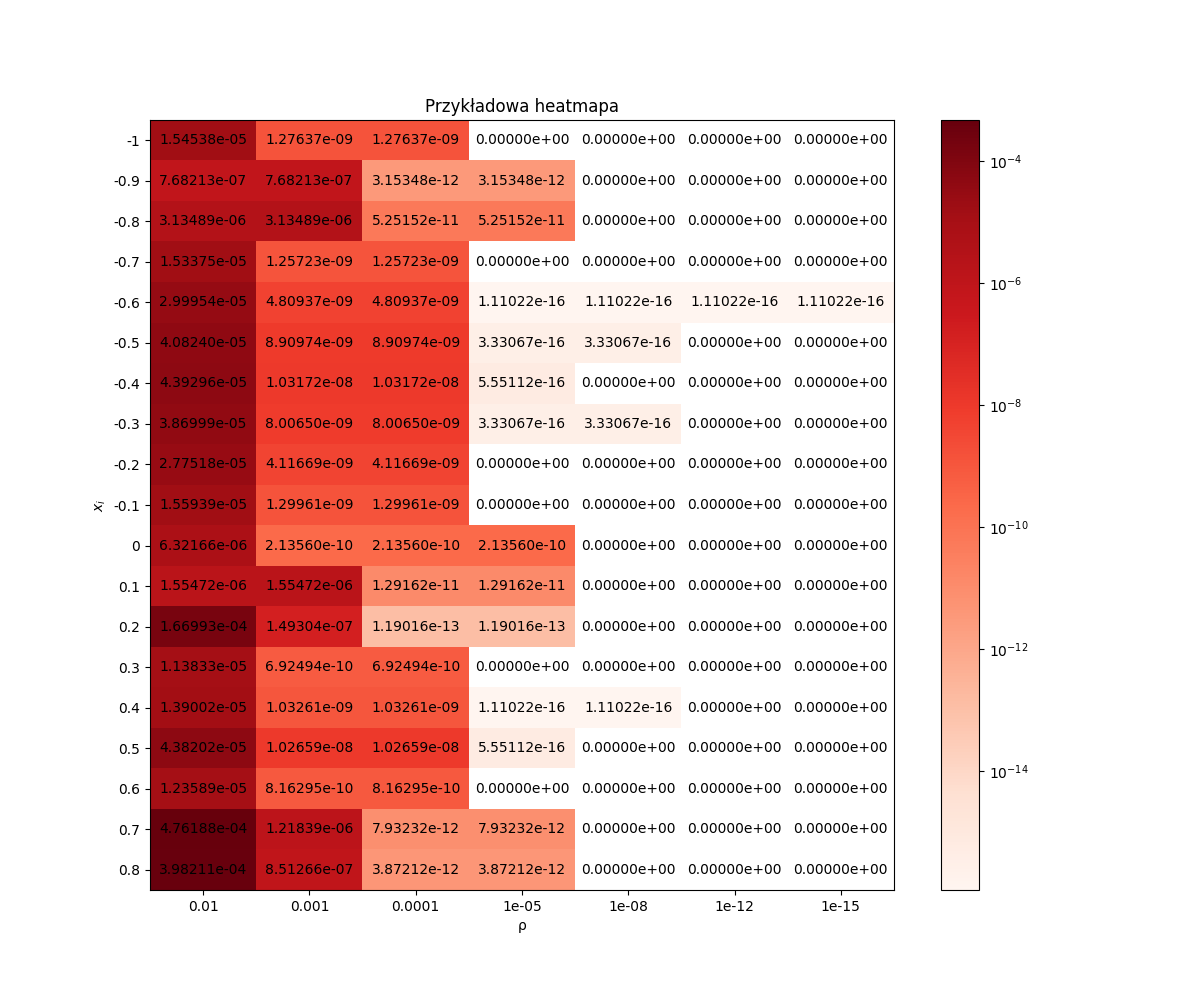 Przykładowa heatmapa
-1 1.54538e-05 1.27637e-09 1.27637e-09 0.00000e+00 0.00000e+00 0.00000e+00 0.00000e+00
10⁻⁴
-0.9 7.68213e-07 7.68213e-07 3.15348e-12 3.15348e-12 0.00000e+00 0.00000e+00 0.00000e+00
-0.8 3.13489e-06 3.13489e-06 5.25152e-11 5.25152e-11 0.00000e+00 0.00000e+00 0.00000e+00
-0.7 1.53375e-05 1.25723e-09 1.25723e-09 0.00000e+00 0.00000e+00 0.00000e+00 0.00000e+00
10⁻⁶
-0.6 2.99954e-05 4.80937e-09 4.80937e-09 1.11022e-16 1.11022e-16 1.11022e-16 1.11022e-16
-0.5 4.08240e-05 8.90974e-09 8.90974e-09 3.33067e-16 3.33067e-16 0.00000e+00 0.00000e+00
-0.4 4.39296e-05 1.03172e-08 1.03172e-08 5.55112e-16 0.00000e+00 0.00000e+00 0.00000e+00
10⁻⁸
-0.3 3.86999e-05 8.00650e-09 8.00650e-09 3.33067e-16 3.33067e-16 0.00000e+00 0.00000e+00
-0.2 2.77518e-05 4.11669e-09 4.11669e-09 0.00000e+00 0.00000e+00 0.00000e+00 0.00000e+00
xᵢ
-0.1 1.55939e-05 1.29961e-09 1.29961e-09 0.00000e+00 0.00000e+00 0.00000e+00 0.00000e+00
10⁻¹⁰
0 6.32166e-06 2.13560e-10 2.13560e-10 2.13560e-10 0.00000e+00 0.00000e+00 0.00000e+00
0.1 1.55472e-06 1.55472e-06 1.29162e-11 1.29162e-11 0.00000e+00 0.00000e+00 0.00000e+00
0.2 1.66993e-04 1.49304e-07 1.19016e-13 1.19016e-13 0.00000e+00 0.00000e+00 0.00000e+00
10⁻¹²
0.3 1.13833e-05 6.92494e-10 6.92494e-10 0.00000e+00 0.00000e+00 0.00000e+00 0.00000e+00
0.4 1.39002e-05 1.03261e-09 1.03261e-09 1.11022e-16 1.11022e-16 0.00000e+00 0.00000e+00
0.5 4.38202e-05 1.02659e-08 1.02659e-08 5.55112e-16 0.00000e+00 0.00000e+00 0.00000e+00
10⁻¹⁴
0.6 1.23589e-05 8.16295e-10 8.16295e-10 0.00000e+00 0.00000e+00 0.00000e+00 0.00000e+00
0.7 4.76188e-04 1.21839e-06 7.93232e-12 7.93232e-12 0.00000e+00 0.00000e+00 0.00000e+00
0.8 3.98211e-04 8.51266e-07 3.87212e-12 3.87212e-12 0.00000e+00 0.00000e+00 0.00000e+00
0.01 0.001 0.0001 1e-05 1e-08 1e-12 1e-15
ρ